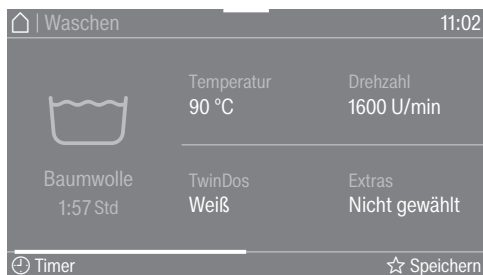 | Waschen
11:02
Temperatur
90 °C
Drehzahl
1600 U/min
Baumwolle
1:57 Std
TwinDos
Weiß
Extras
Nicht gewählt
Timer
Speichern